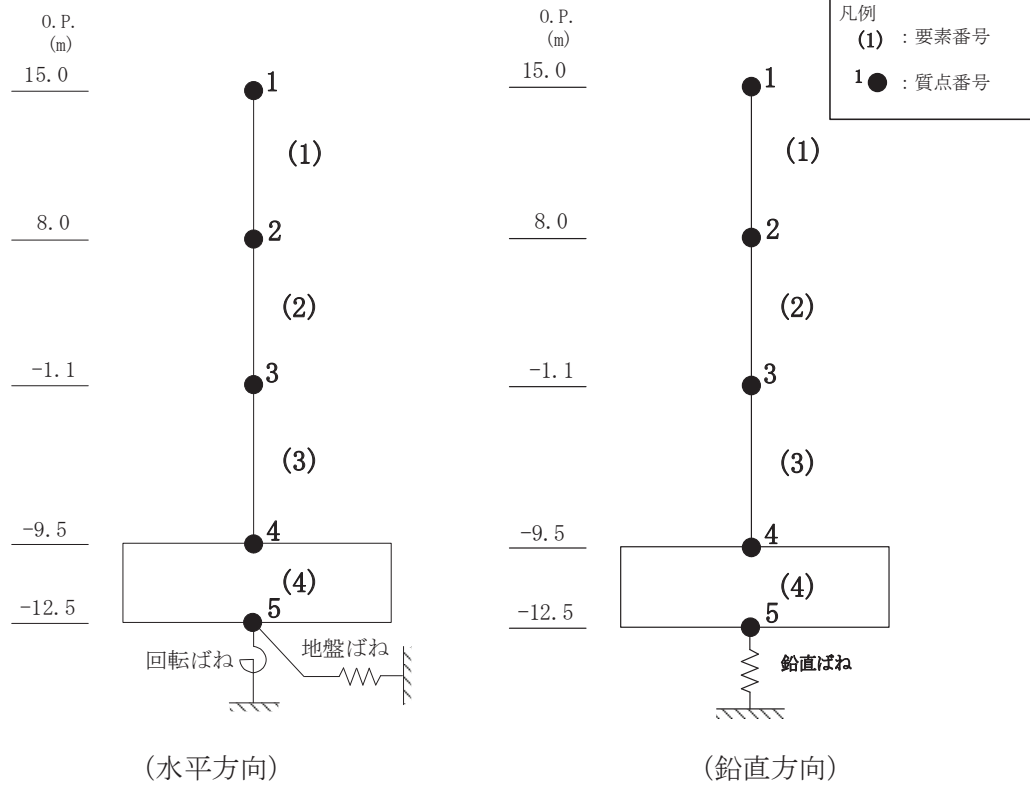 O.P.
(m)
15.0
1
(1)
8.0
2
(2)
-1.1
3
(3)
-9.5
4
(4)
-12.5
5
回転ばね
地盤ばね
(水平方向)
O.P.
(m)
15.0
1
(1)
8.0
2
(2)
-1.1
3
(3)
-9.5
4
(4)
-12.5
5
鉛直ばね
(鉛直方向)
凡例
(1) : 要素番号
1 ● : 質点番号